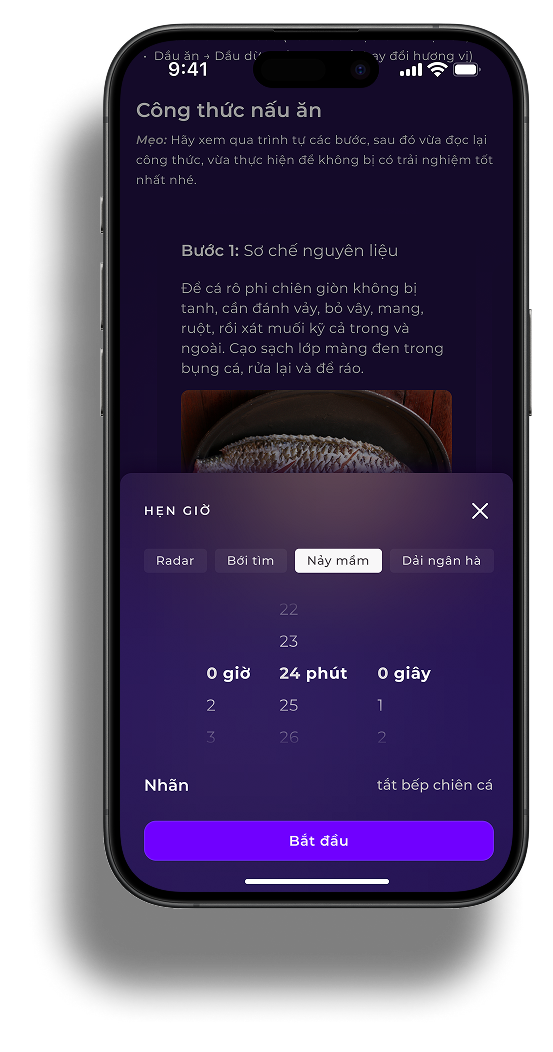 • Dầu ăn → Dầu dừ ay đổi hương vị)
9:41
Công thức nấu ăn
Mẹo: Hãy xem qua trình tự các bước, sau đó vừa đọc lại
công thức, vừa thực hiện để không bị có trải nghiệm tốt
nhất nhé.
Bước 1: Sơ chế nguyên liệu
Để cá rô phi chiên giòn không bị
tanh, cần đánh vảy, bỏ vây, mang,
ruột, rồi xát muối kỹ cả trong và
ngoài. Cạo sạch lớp màng đen trong
bụng cá, rửa lại và để ráo.
HẸN GIỜ
Radar Bới tìm Nảy mầm Dải ngân hà
22
23
0 giờ 24 phút 0 giây
2 25 1
3 26 2
Nhãn tắt bếp chiên cá
Bắt đầu